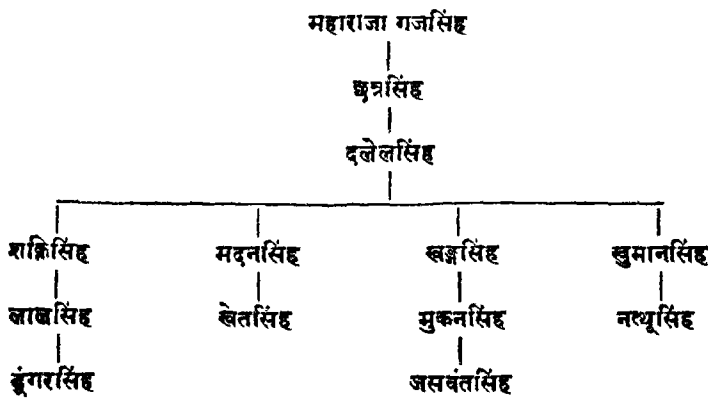 महाराजा गजसिंह
छत्रसिंह
दलेलसिंह
शक्तिसिंह मदनसिंह खड्गसिंह खुमानसिंह
लालसिंह खेतसिंह मुकनसिंह नत्थूसिंह
डूंगरसिंह जसवंतसिंह